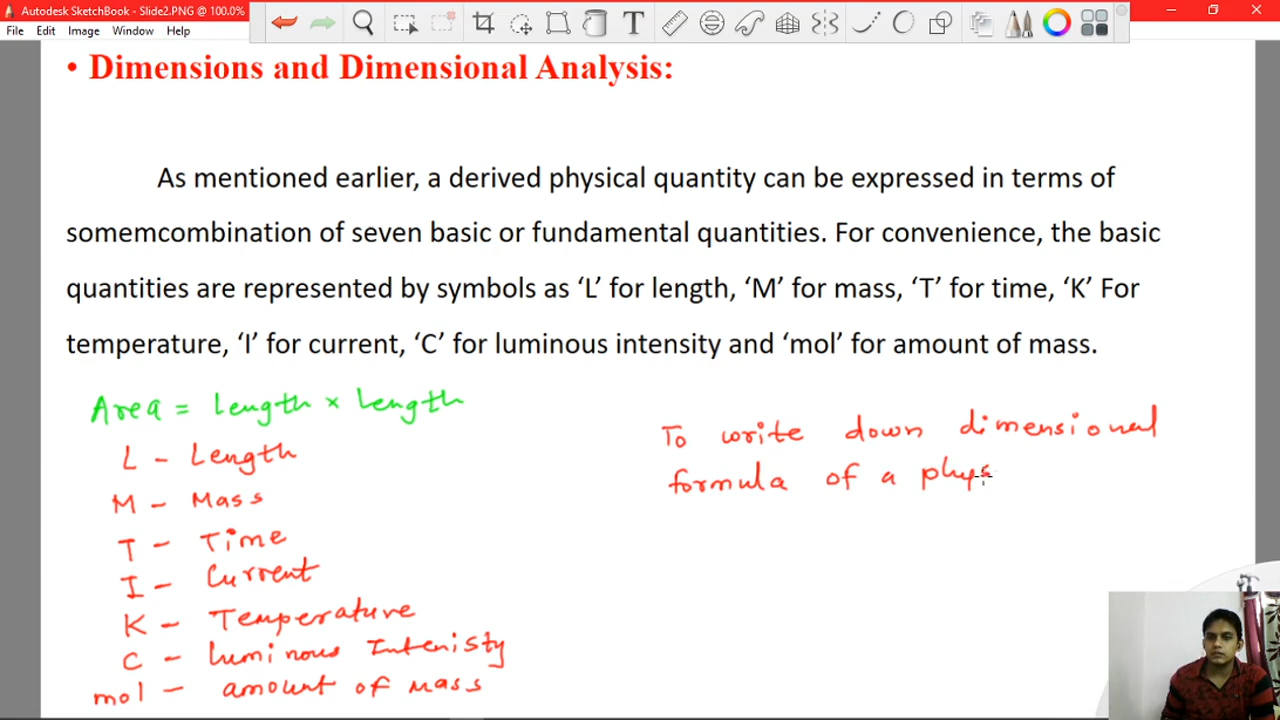 Autodesk SketchBook - Slide2.PNG @ 100.0%
File Edit Image Window Help
• Dimensions and Dimensional Analysis:
As mentioned earlier, a derived physical quantity can be expressed in terms of
somemcombination of seven basic or fundamental quantities. For convenience, the basic
quantities are represented by symbols as ‘L’ for length, ‘M’ for mass, ‘T’ for time, ‘K’ For
temperature, ‘I’ for current, ‘C’ for luminous intensity and ‘mol’ for amount of mass.
Area = Length × Length
L - Length
M - Mass
T - Time
I - Current
K - Temperature
C - Luminous Intenisty
mol - amount of Mass
To write down dimensional
formula of a phys